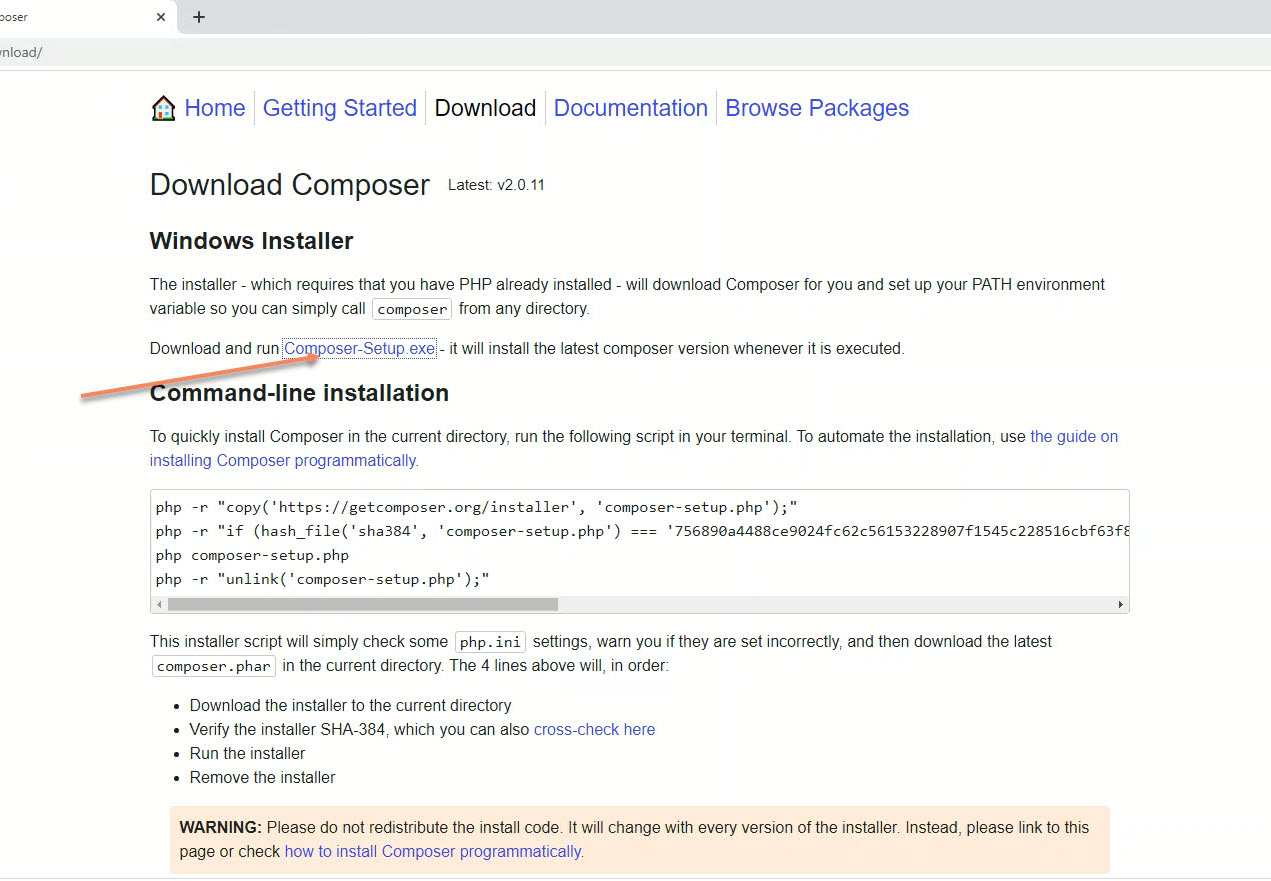 poser
nload/
Home Getting Started Download Documentation Browse Packages
Download Composer Latest: v2.0.11
Windows Installer
The installer - which requires that you have PHP already installed - will download Composer for you and set up your PATH environment
variable so you can simply call composer from any directory.
Download and run Composer-Setup.exe - it will install the latest composer version whenever it is executed.
Command-line installation
To quickly install Composer in the current directory, run the following script in your terminal. To automate the installation, use the guide on
installing Composer programmatically.
php -r "copy('https://getcomposer.org/installer', 'composer-setup.php');"
php -r "if (hash_file('sha384', 'composer-setup.php') === '756890a4488ce9024fc62c56153228907f1545c228516cbf63f8
php composer-setup.php
php -r "unlink('composer-setup.php');"
This installer script will simply check some php.ini settings, warn you if they are set incorrectly, and then download the latest
composer.phar in the current directory. The 4 lines above will, in order:
• Download the installer to the current directory
• Verify the installer SHA-384, which you can also cross-check here
• Run the installer
• Remove the installer
WARNING: Please do not redistribute the install code. It will change with every version of the installer. Instead, please link to this
page or check how to install Composer programmatically.